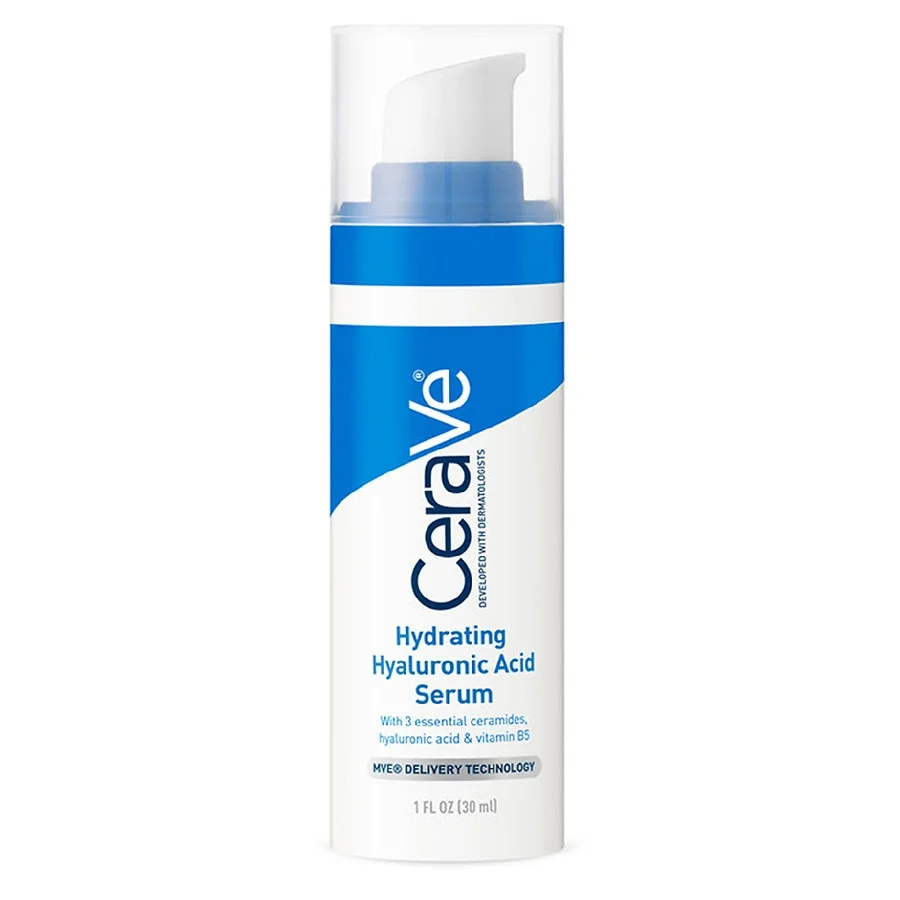 CeraVe®
DEVELOPED WITH DERMATOLOGISTS
Hydrating
Hyaluronic Acid
Serum
With 3 essential ceramides,
hyaluronic acid & vitamin B5
MVE® DELIVERY TECHNOLOGY
1 FL OZ (30 ml)